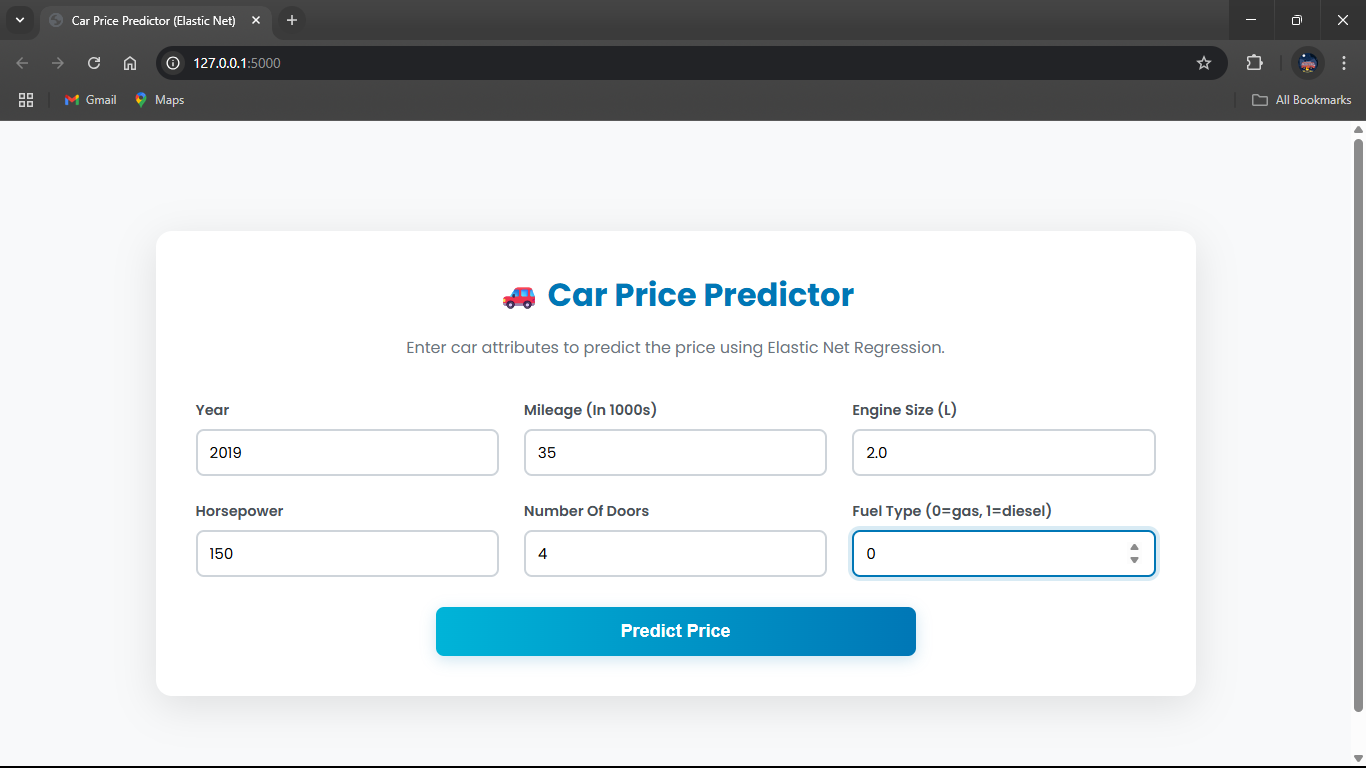 Car Price Predictor (Elastic Net)
127.0.0.1:5000
Gmail Maps All Bookmarks
Car Price Predictor
Enter car attributes to predict the price using Elastic Net Regression.
Year Mileage (In 1000s) Engine Size (L)
2019 35 2.0
Horsepower Number Of Doors Fuel Type (0=gas, 1=diesel)
150 4 0
Predict Price